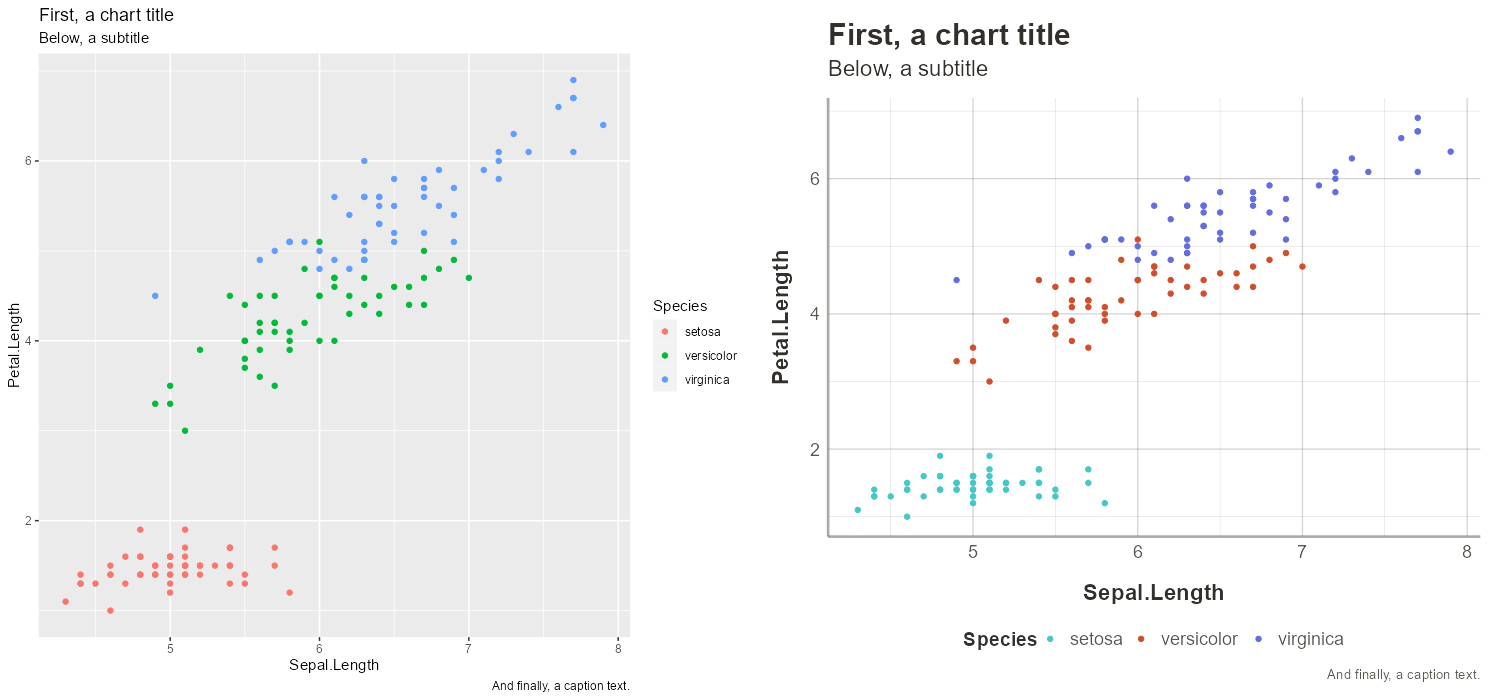 First, a chart title
Below, a subtitle
Petal.Length
6
4
2
5 6 7 8
Sepal.Length
Species
setosa
versicolor
virginica
And finally, a caption text.
First, a chart title
Below, a subtitle
Petal.Length
6
4
2
5 6 7 8
Sepal.Length
Species setosa versicolor virginica
And finally, a caption text.